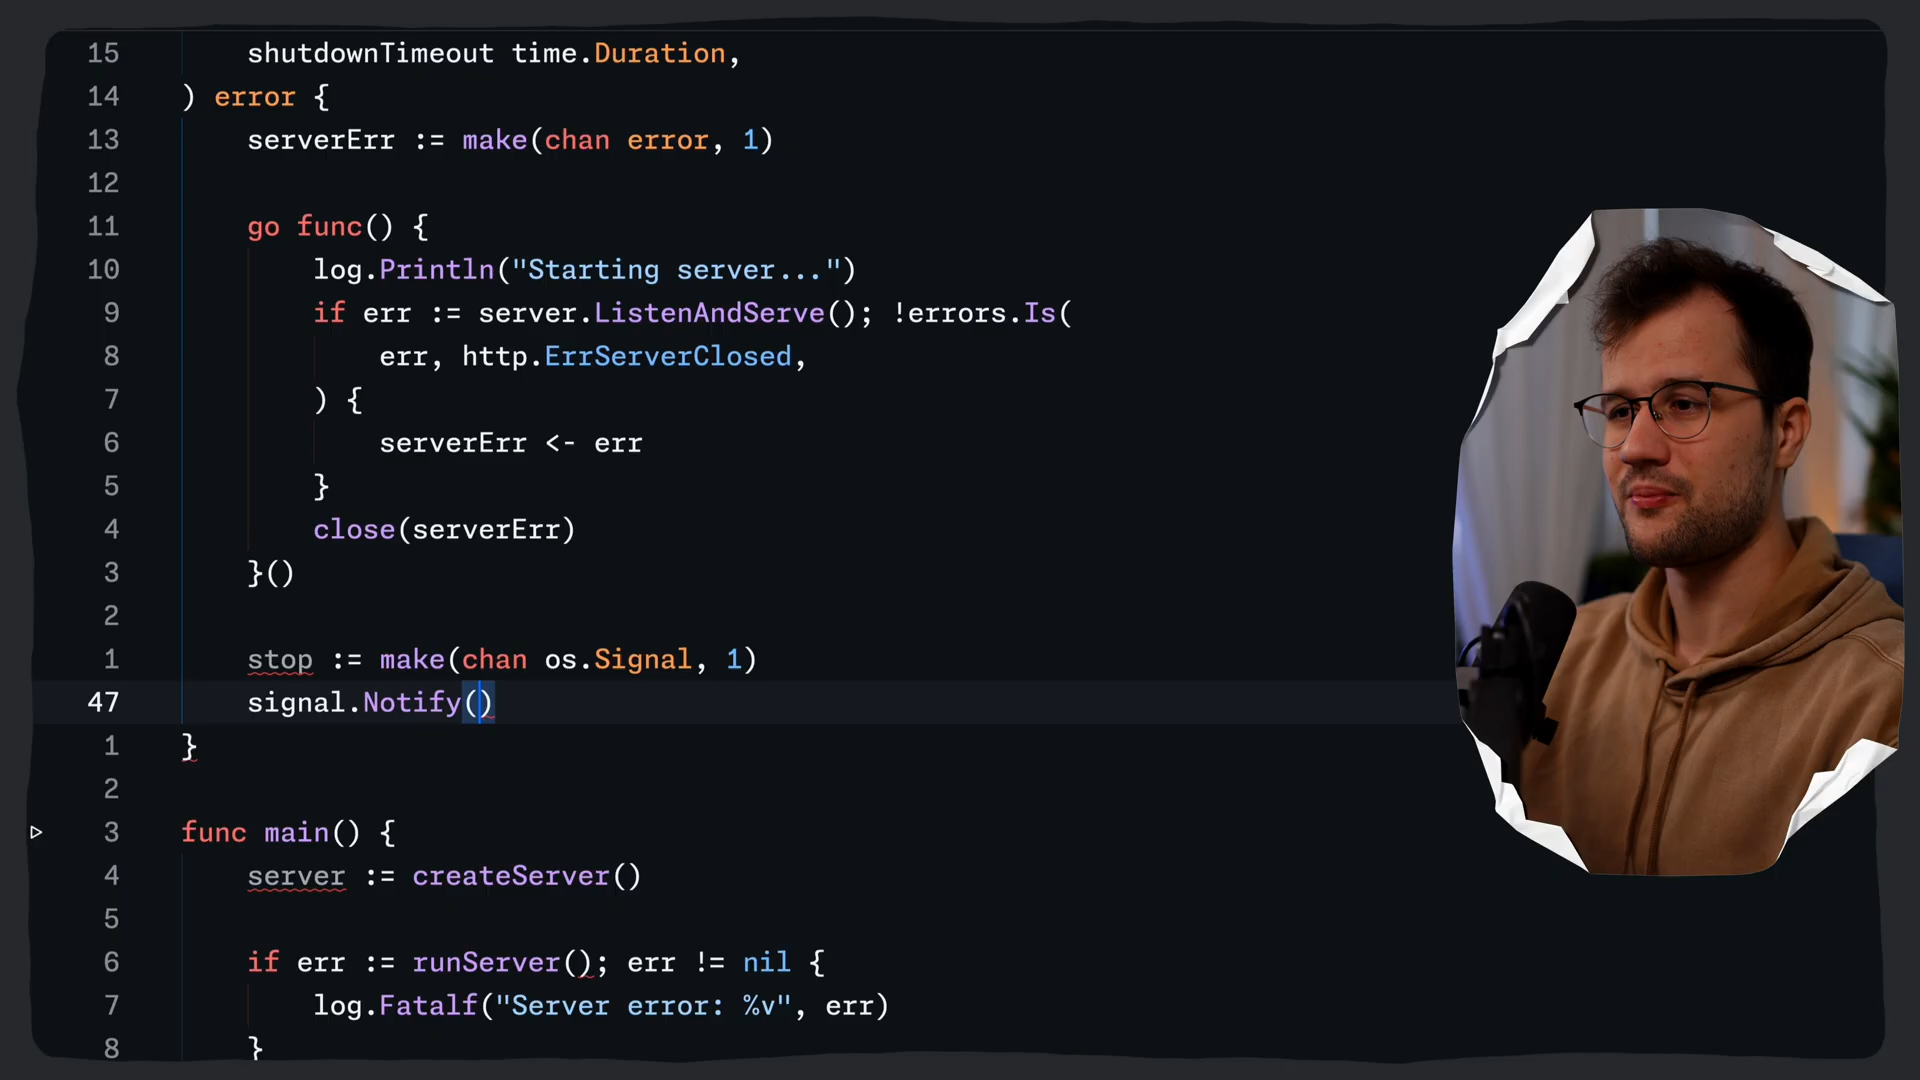 15 shutdownTimeout time.Duration,
14 ) error {
13 serverErr := make(chan error, 1)
12
11 go func() {
10 log.Println("Starting server...")
9 if err := server.ListenAndServe(); !errors.Is(
8 err, http.ErrServerClosed,
7 ) {
6 serverErr <- err
5 }
4 close(serverErr)
3 }()
2
1 stop := make(chan os.Signal, 1)
47 signal.Notify()
1 }
2
3 func main() {
4 server := createServer()
5
6 if err := runServer(); err != nil {
7 log.Fatalf("Server error: %v", err)
8 }